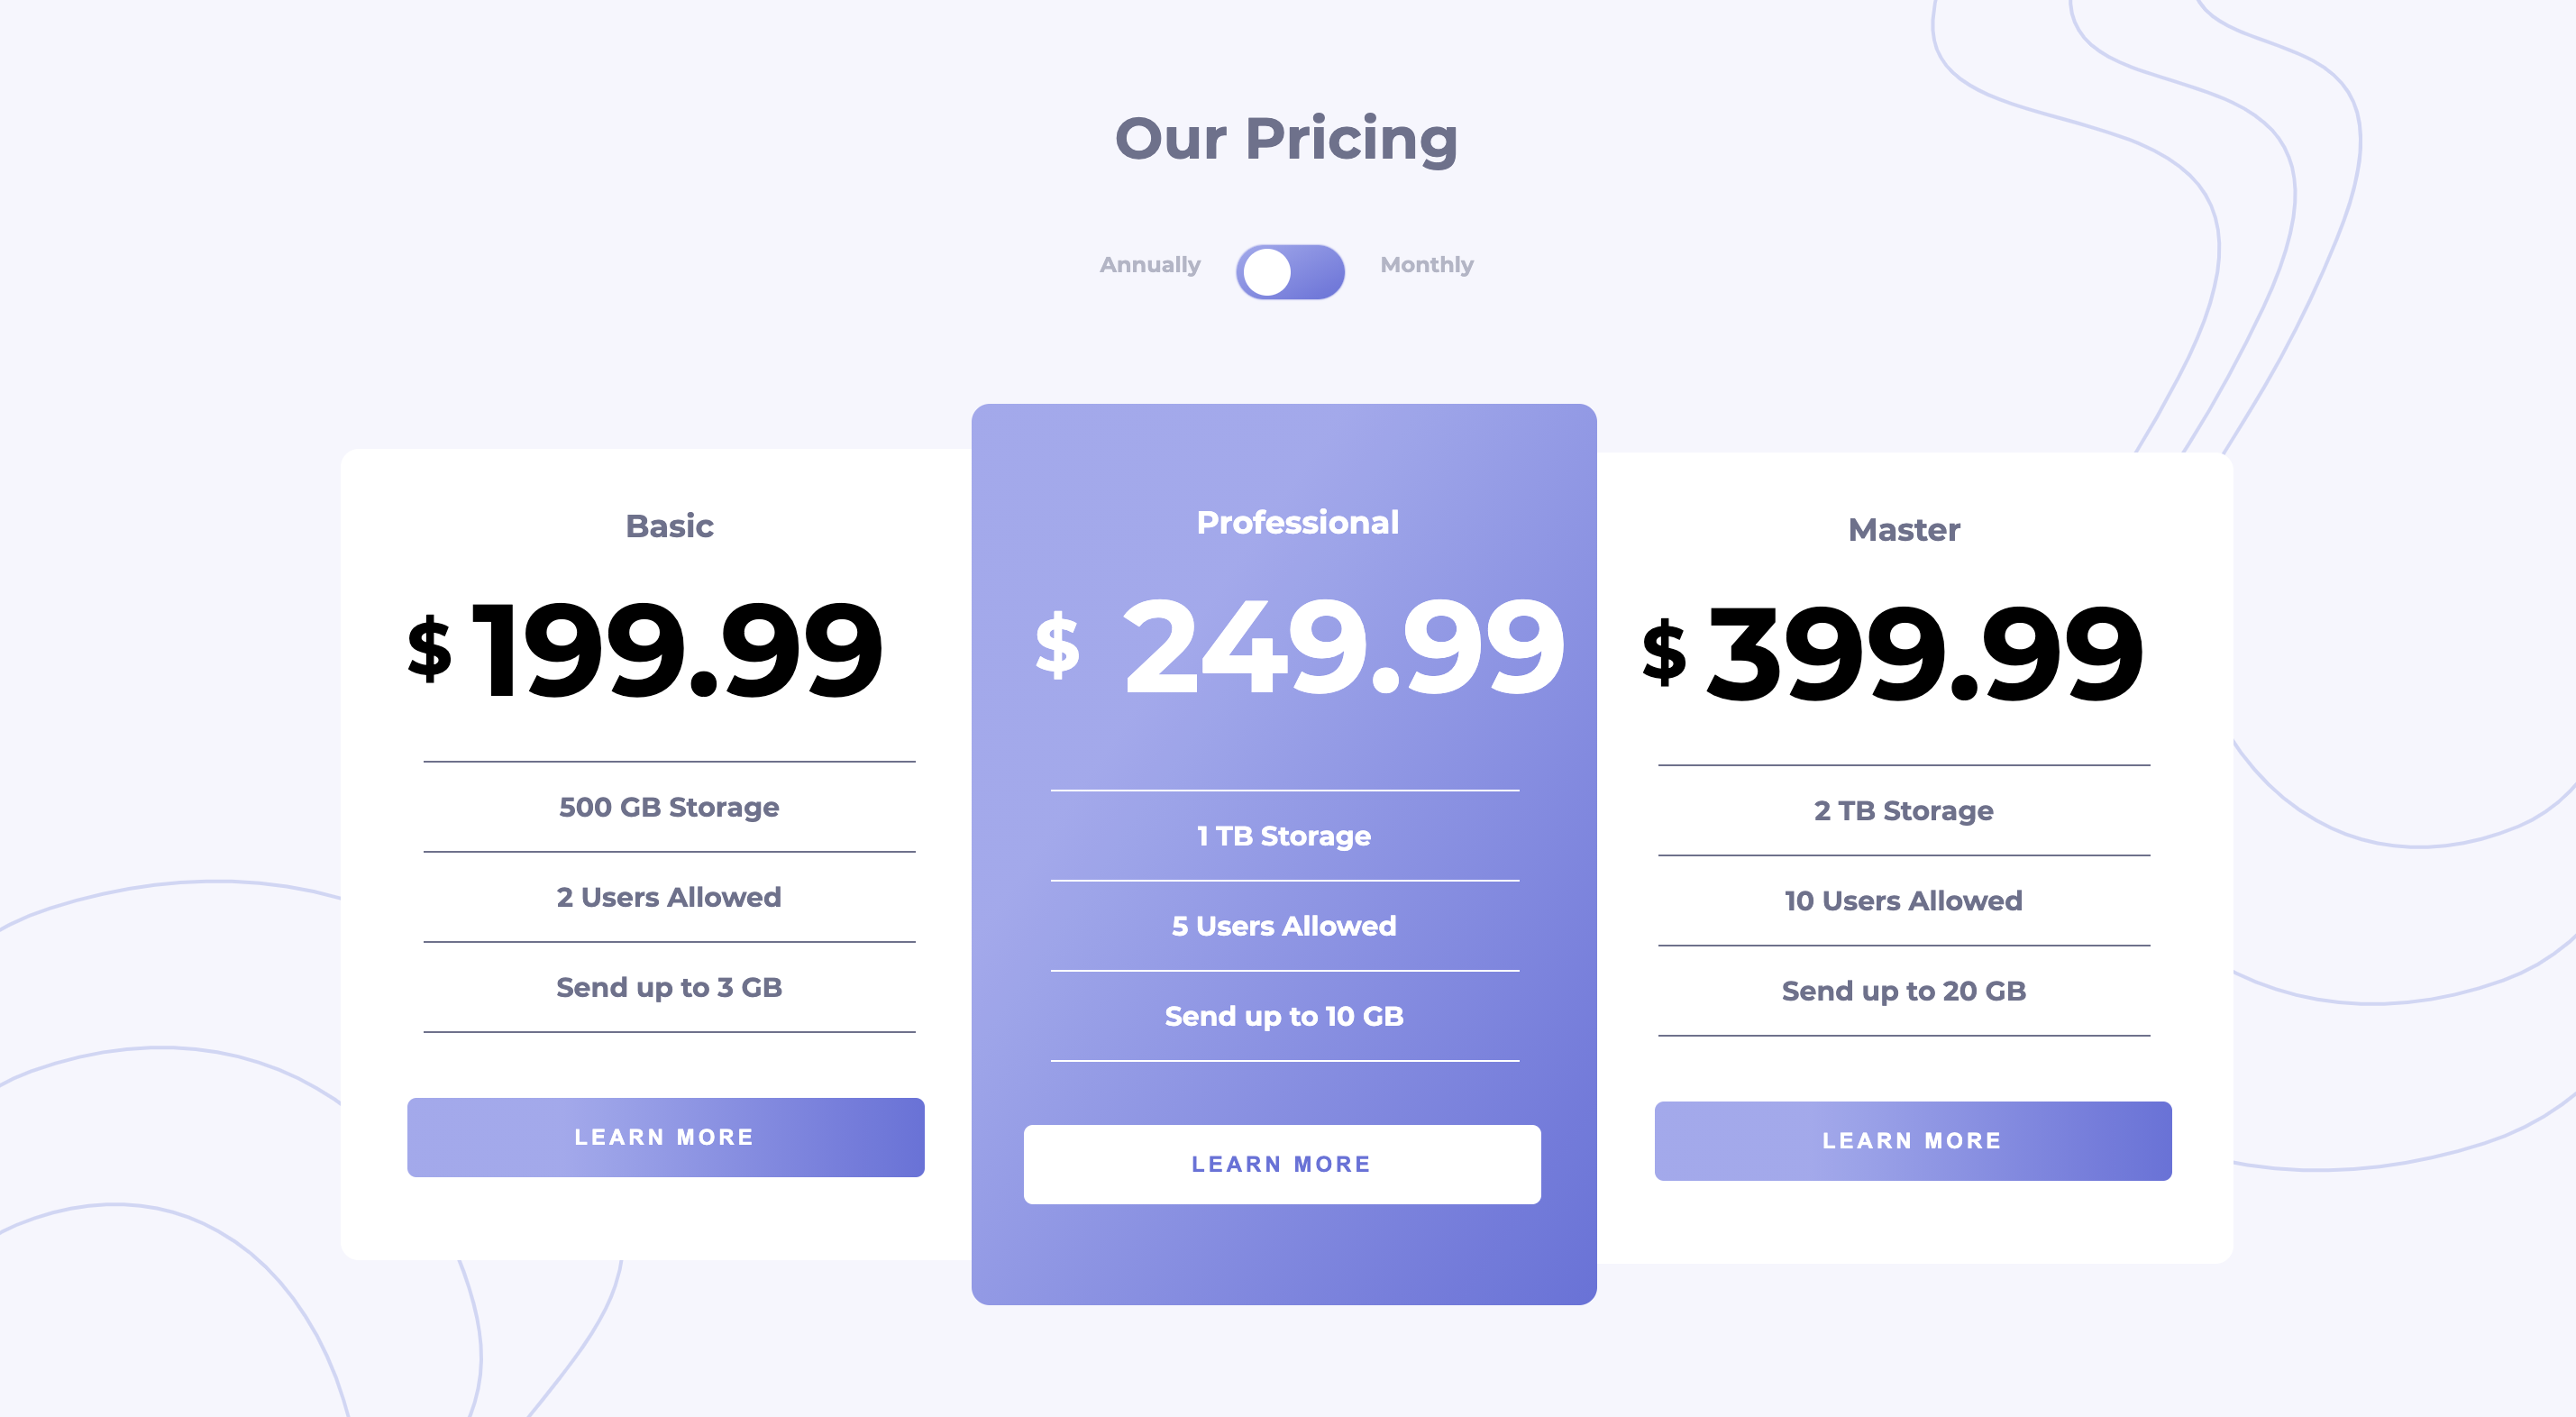 Our Pricing
Annually
Monthly
Basic
$ 199.99
500 GB Storage
2 Users Allowed
Send up to 3 GB
LEARN MORE
Professional
$ 249.99
1 TB Storage
5 Users Allowed
Send up to 10 GB
LEARN MORE
Master
$ 399.99
2 TB Storage
10 Users Allowed
Send up to 20 GB
LEARN MORE